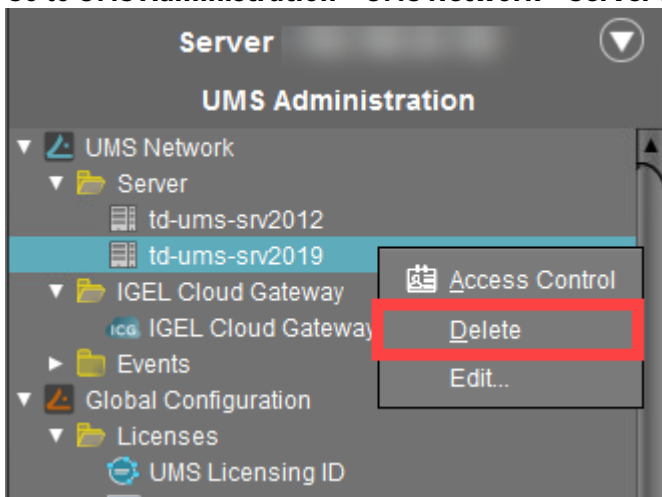 Server
UMS Administration
UMS Network
Server
td-ums-srv2012
td-ums-srv2019
Access Control
IGEL Cloud Gateway
ICG IGEL Cloud Gateway
Delete
Events
Edit...
Global Configuration
Licenses
UMS Licensing ID